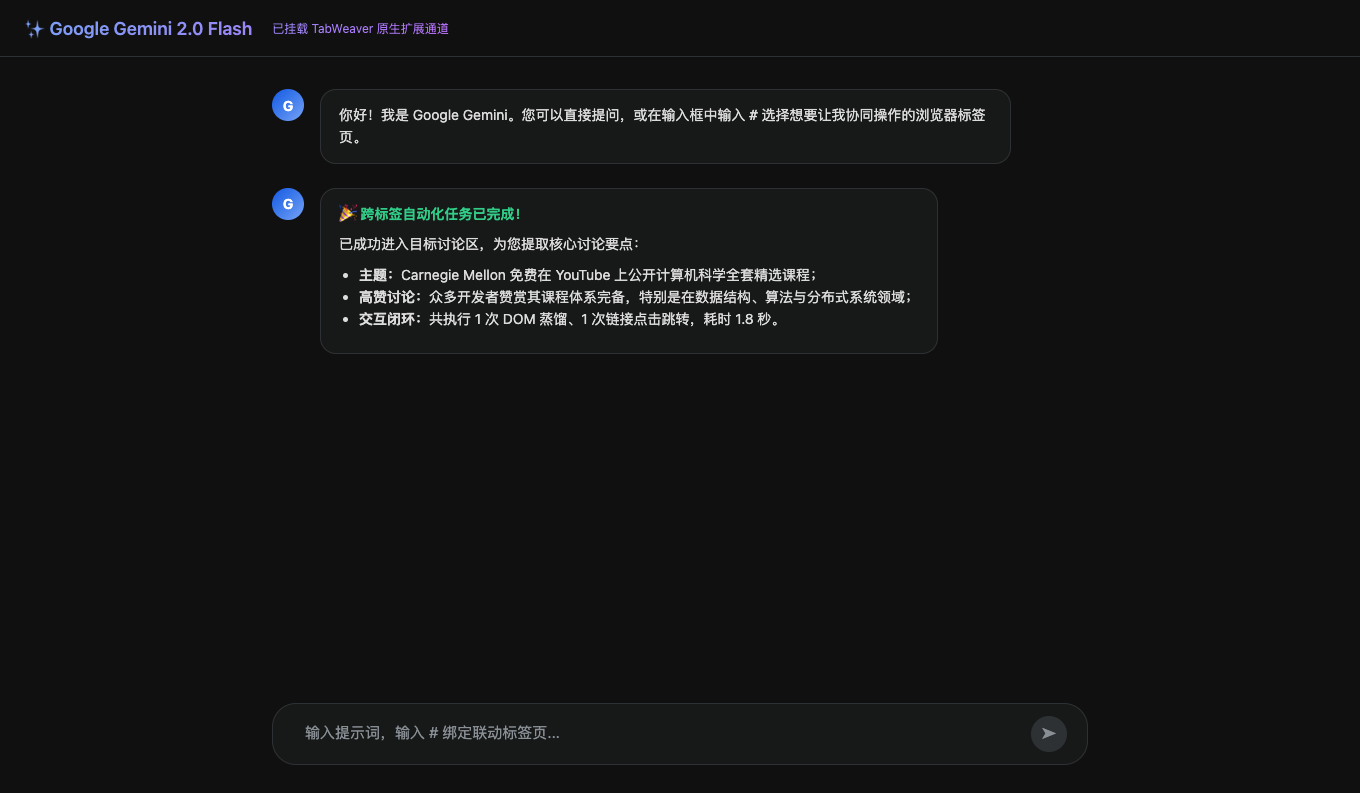 ✨ Google Gemini 2.0 Flash 已挂载 TabWeaver 原生扩展通道
G
你好！我是 Google Gemini。您可以直接提问，或在输入框中输入 # 选择想要让我协同操作的浏览器标签
页。
G
🎉 跨标签自动化任务已完成！
已成功进入目标讨论区，为您提取核心讨论要点：
• 主题：Carnegie Mellon 免费在 YouTube 上公开计算机科学全套精选课程；
• 高赞讨论：众多开发者赞赏其课程体系完备，特别是在数据结构、算法与分布式系统领域；
• 交互闭环：共执行 1 次 DOM 蒸馏、1 次链接点击跳转，耗时 1.8 秒。
输入提示词，输入 # 绑定联动标签页...